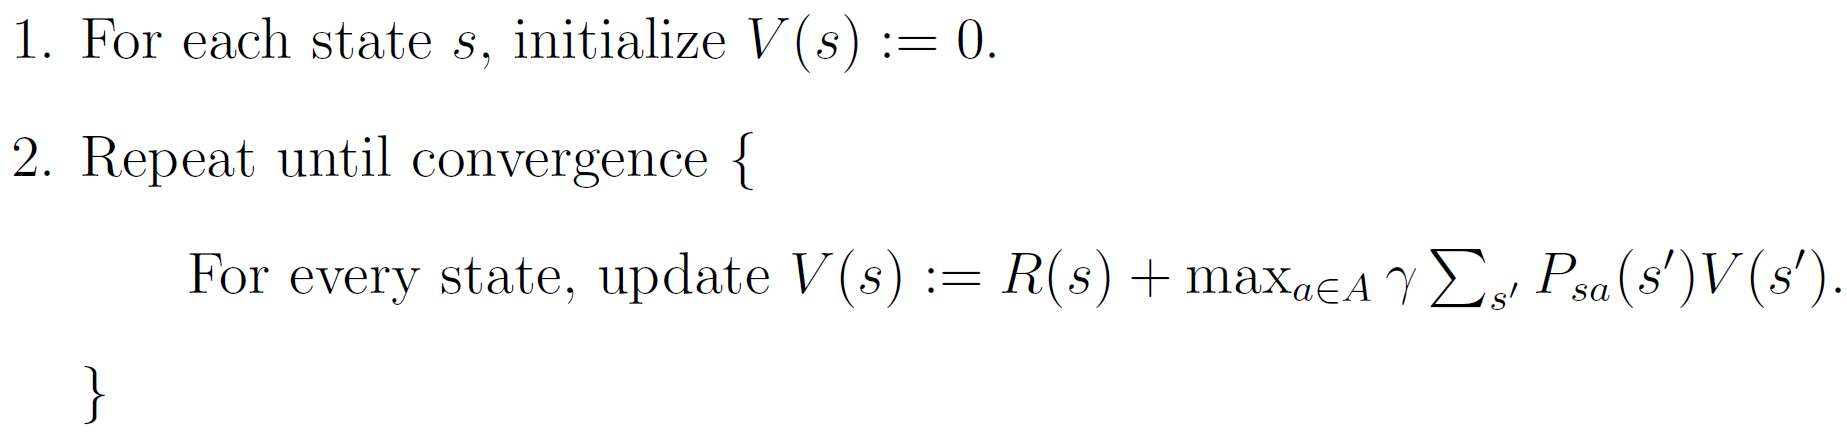 1. For each state s, initialize V(s) := 0.
2. Repeat until convergence {
For every state, update V(s) := R(s) + max_{a∈A} γ ∑_{s′} P_{sa}(s′)V(s′).
}